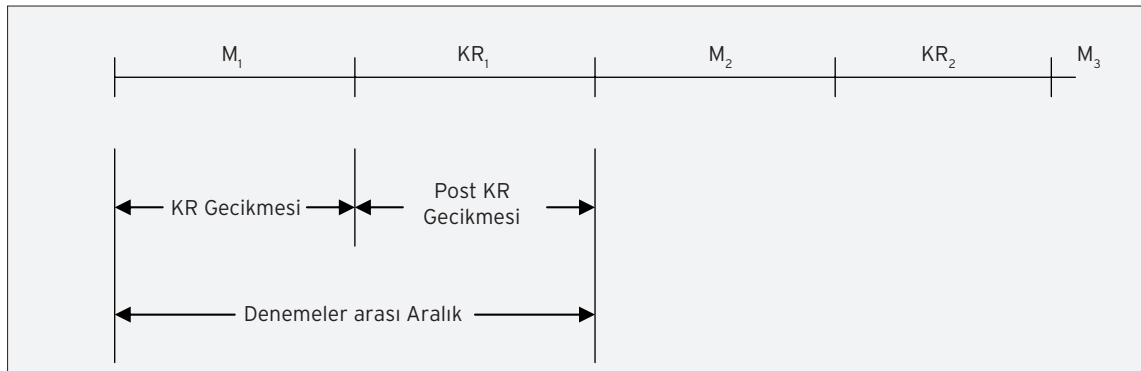 M₁ KR₁ M₂ KR₂ M₃
KR Gecikmesi
Post KR
Gecikmesi
Denemeler arası Aralık